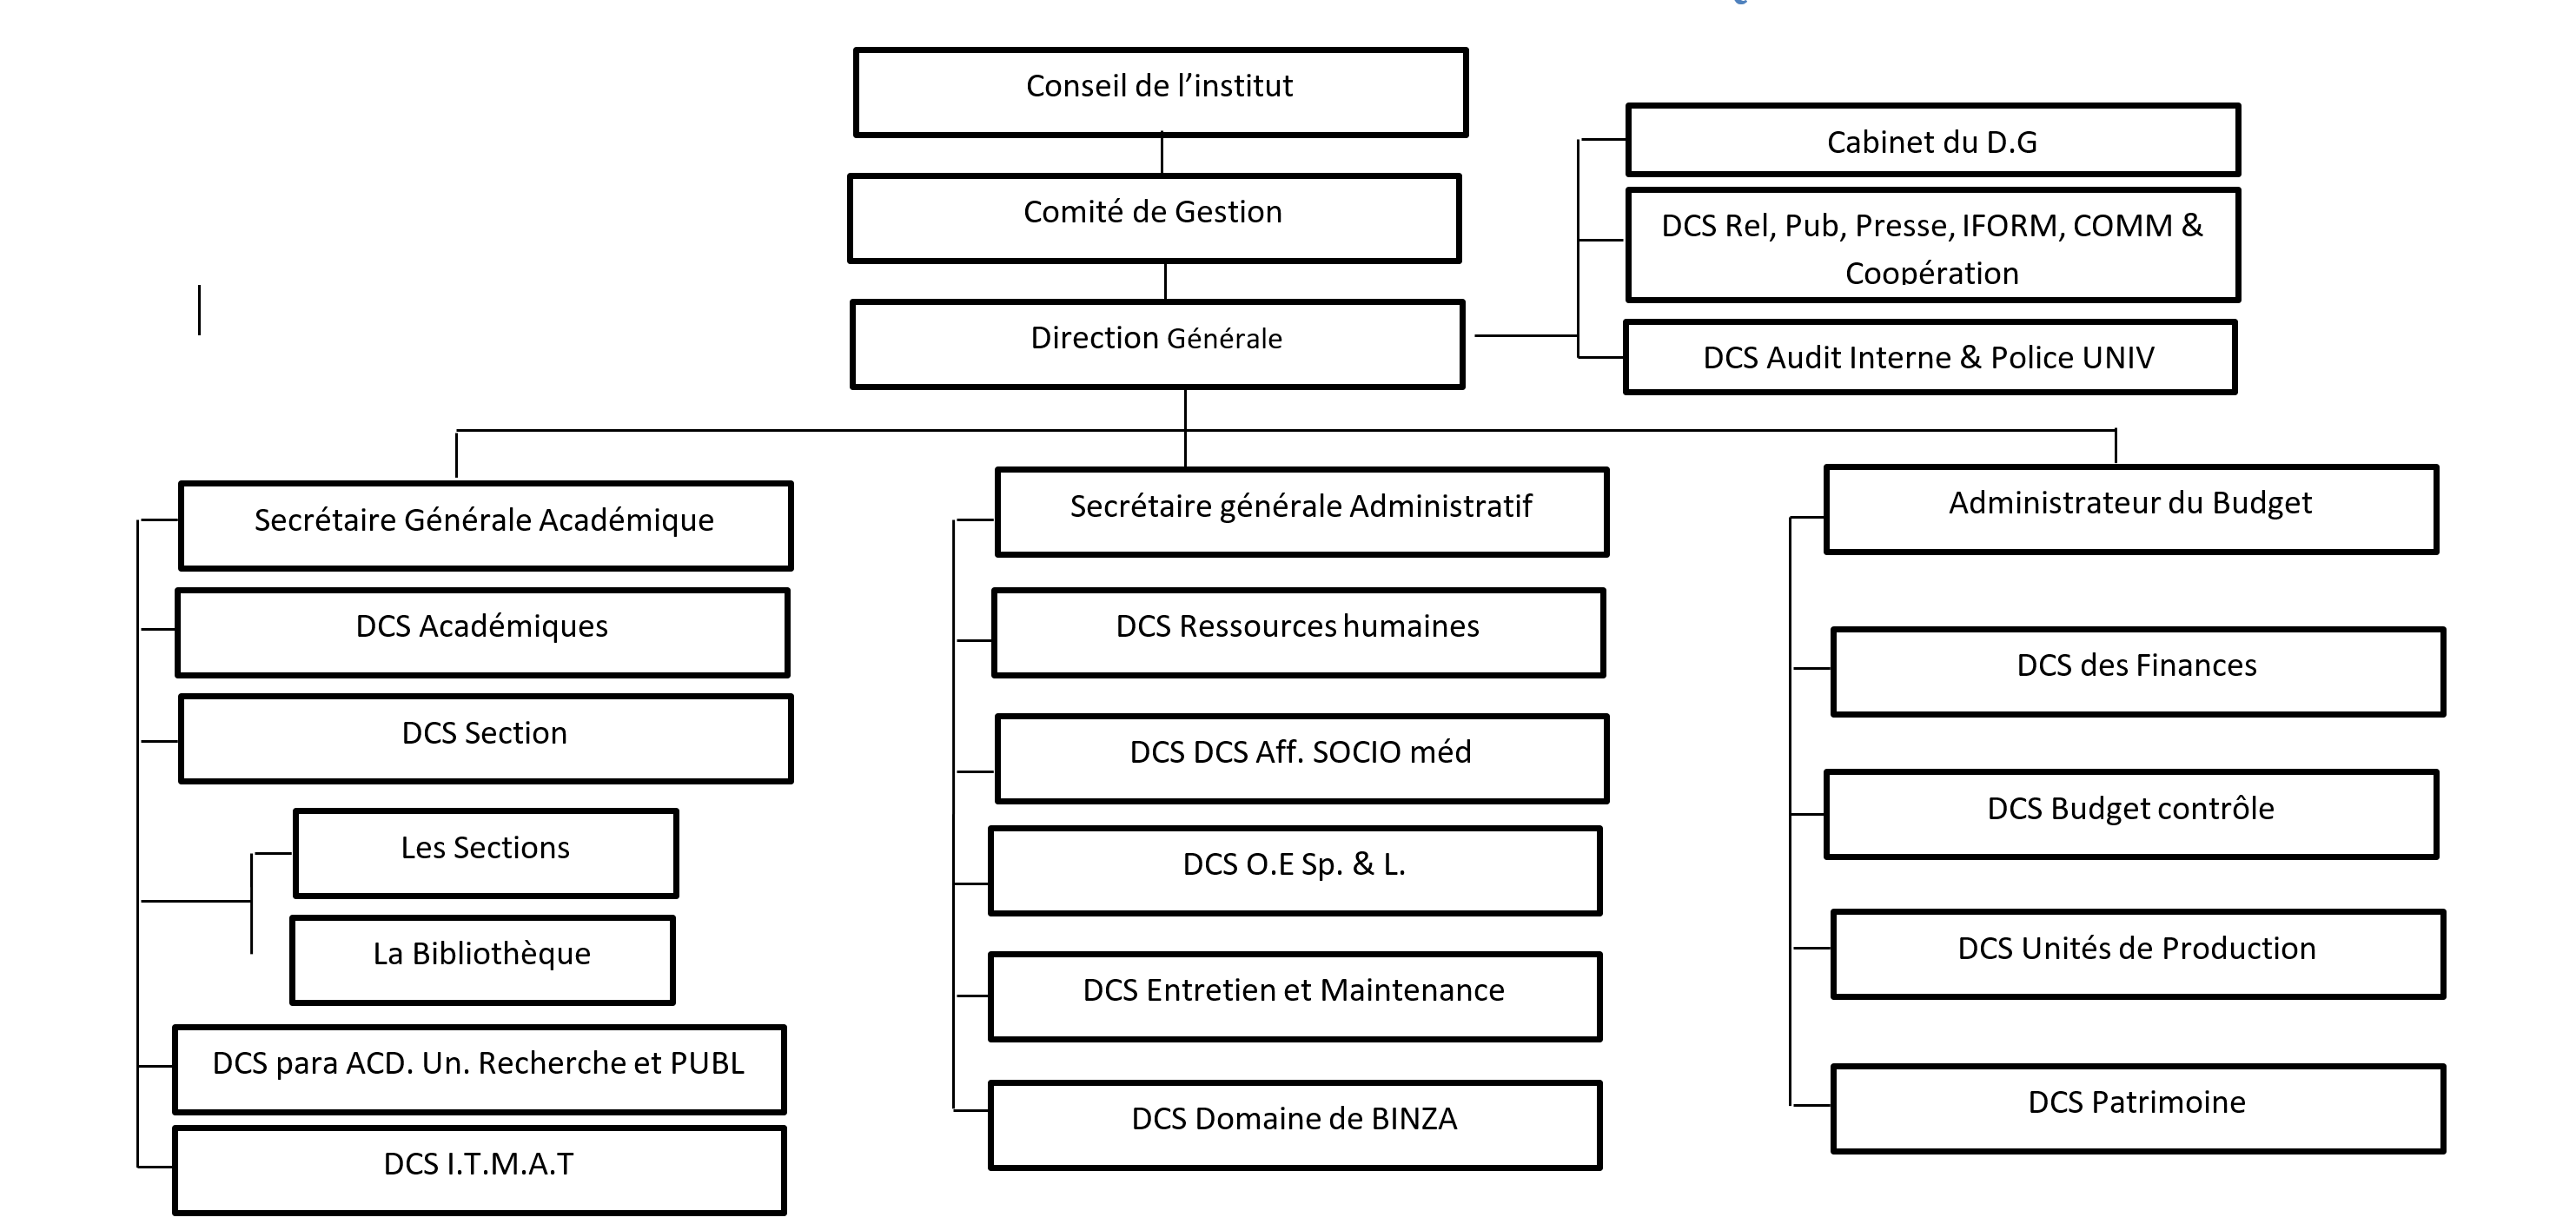 Conseil de l’institut
Comité de Gestion
Direction Générale
Cabinet du D.G
DCS Rel, Pub, Presse, IFORM, COMM &
Coopération
DCS Audit Interne & Police UNIV
Secrétaire Générale Académique
DCS Académiques
DCS Section
Les Sections
La Bibliothèque
DCS para ACD. Un. Recherche et PUBL
DCS I.T.M.A.T
Secrétaire générale Administratif
DCS Ressources humaines
DCS DCS Aff. SOCIO méd
DCS O.E Sp. & L.
DCS Entretien et Maintenance
DCS Domaine de BINZA
Administrateur du Budget
DCS des Finances
DCS Budget contrôle
DCS Unités de Production
DCS Patrimoine